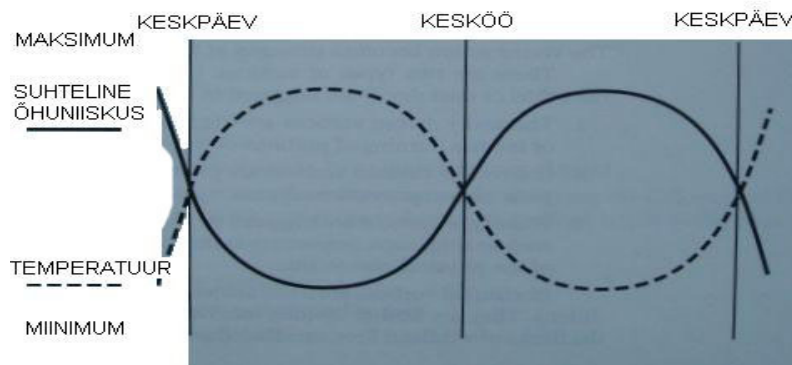 KESKPÄEV KESKÖÖ KESKPÄEV
MAKSIMUM
SUHTELINE
ÕHUNIISKUS
TEMPERATUUR
MIINIMUM